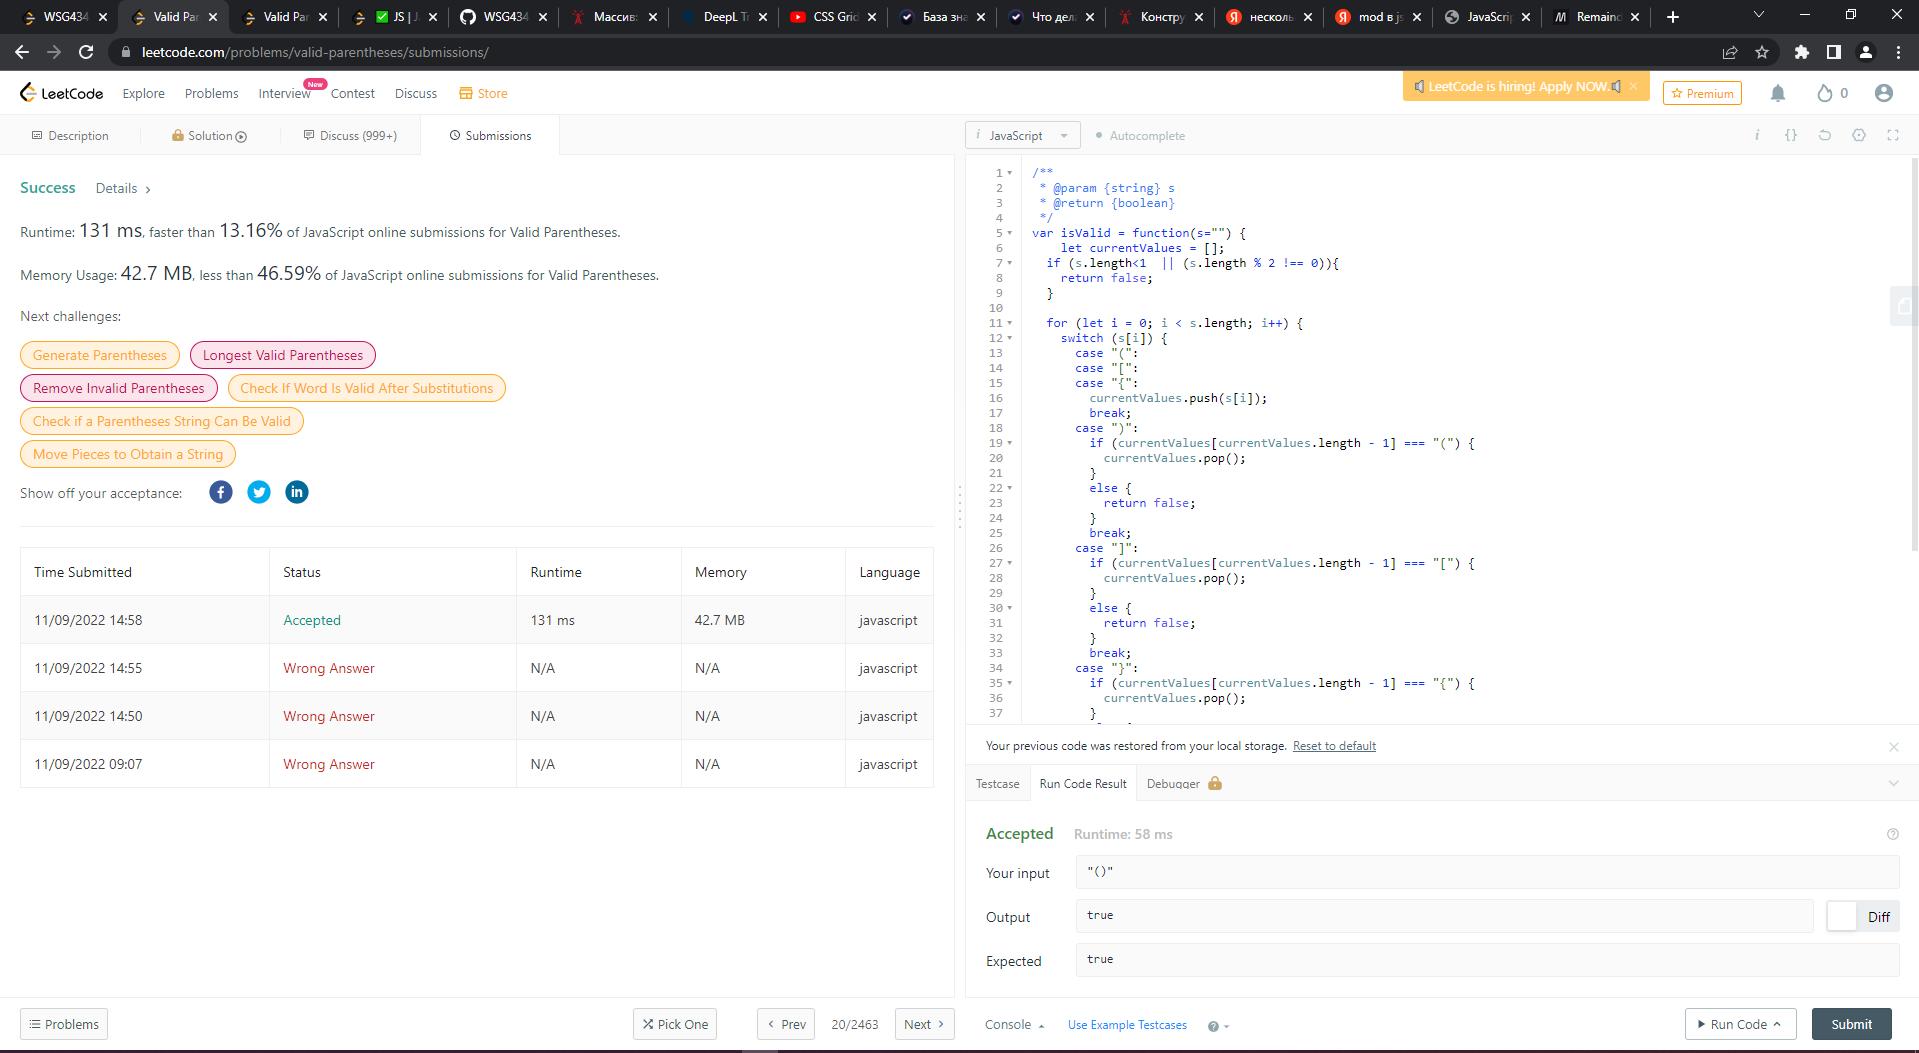 WSG434
Valid Par
Valid Par
JS | J
WSG434
Массив:
DeepL Tr
CSS Grid
База зна
Что дел
Констру
несколь
mod в js
JavaScrip
Remaind
leetcode.com/problems/valid-parentheses/submissions/
LeetCode
Explore
Problems
Interview
New
Contest
Discuss
Store
LeetCode is hiring! Apply NOW.
Premium
0
Description
Solution
Discuss (999+)
Submissions
i JavaScript
Autocomplete
Success Details
Runtime: 131 ms, faster than 13.16% of JavaScript online submissions for Valid Parentheses.
Memory Usage: 42.7 MB, less than 46.59% of JavaScript online submissions for Valid Parentheses.
Next challenges:
Generate Parentheses
Longest Valid Parentheses
Remove Invalid Parentheses
Check If Word Is Valid After Substitutions
Check if a Parentheses String Can Be Valid
Move Pieces to Obtain a String
Show off your acceptance:
Time Submitted Status Runtime Memory Language
11/09/2022 14:58 Accepted 131 ms 42.7 MB javascript
11/09/2022 14:55 Wrong Answer N/A N/A javascript
11/09/2022 14:50 Wrong Answer N/A N/A javascript
11/09/2022 09:07 Wrong Answer N/A N/A javascript
Problems
Pick One
Prev
20/2463
Next
1 /**
2 * @param {string} s
3 * @return {boolean}
4 */
5 var isValid = function(s="") {
6 let currentValues = [];
7 if (s.length<1 || (s.length % 2 !== 0)){
8 return false;
9 }
10
11 for (let i = 0; i < s.length; i++) {
12 switch (s[i]) {
13 case "(":
14 case "[":
15 case "{":
16 currentValues.push(s[i]);
17 break;
18 case ")":
19 if (currentValues[currentValues.length - 1] === "(") {
20 currentValues.pop();
21 }
22 else {
23 return false;
24 }
25 break;
26 case "]":
27 if (currentValues[currentValues.length - 1] === "[") {
28 currentValues.pop();
29 }
30 else {
31 return false;
32 }
33 break;
34 case "}":
35 if (currentValues[currentValues.length - 1] === "{") {
36 currentValues.pop();
37 }
Your previous code was restored from your local storage. Reset to default
Testcase
Run Code Result
Debugger
Accepted Runtime: 58 ms
Your input "()"
Output true
Diff
Expected true
Console
Use Example Testcases
Run Code
Submit